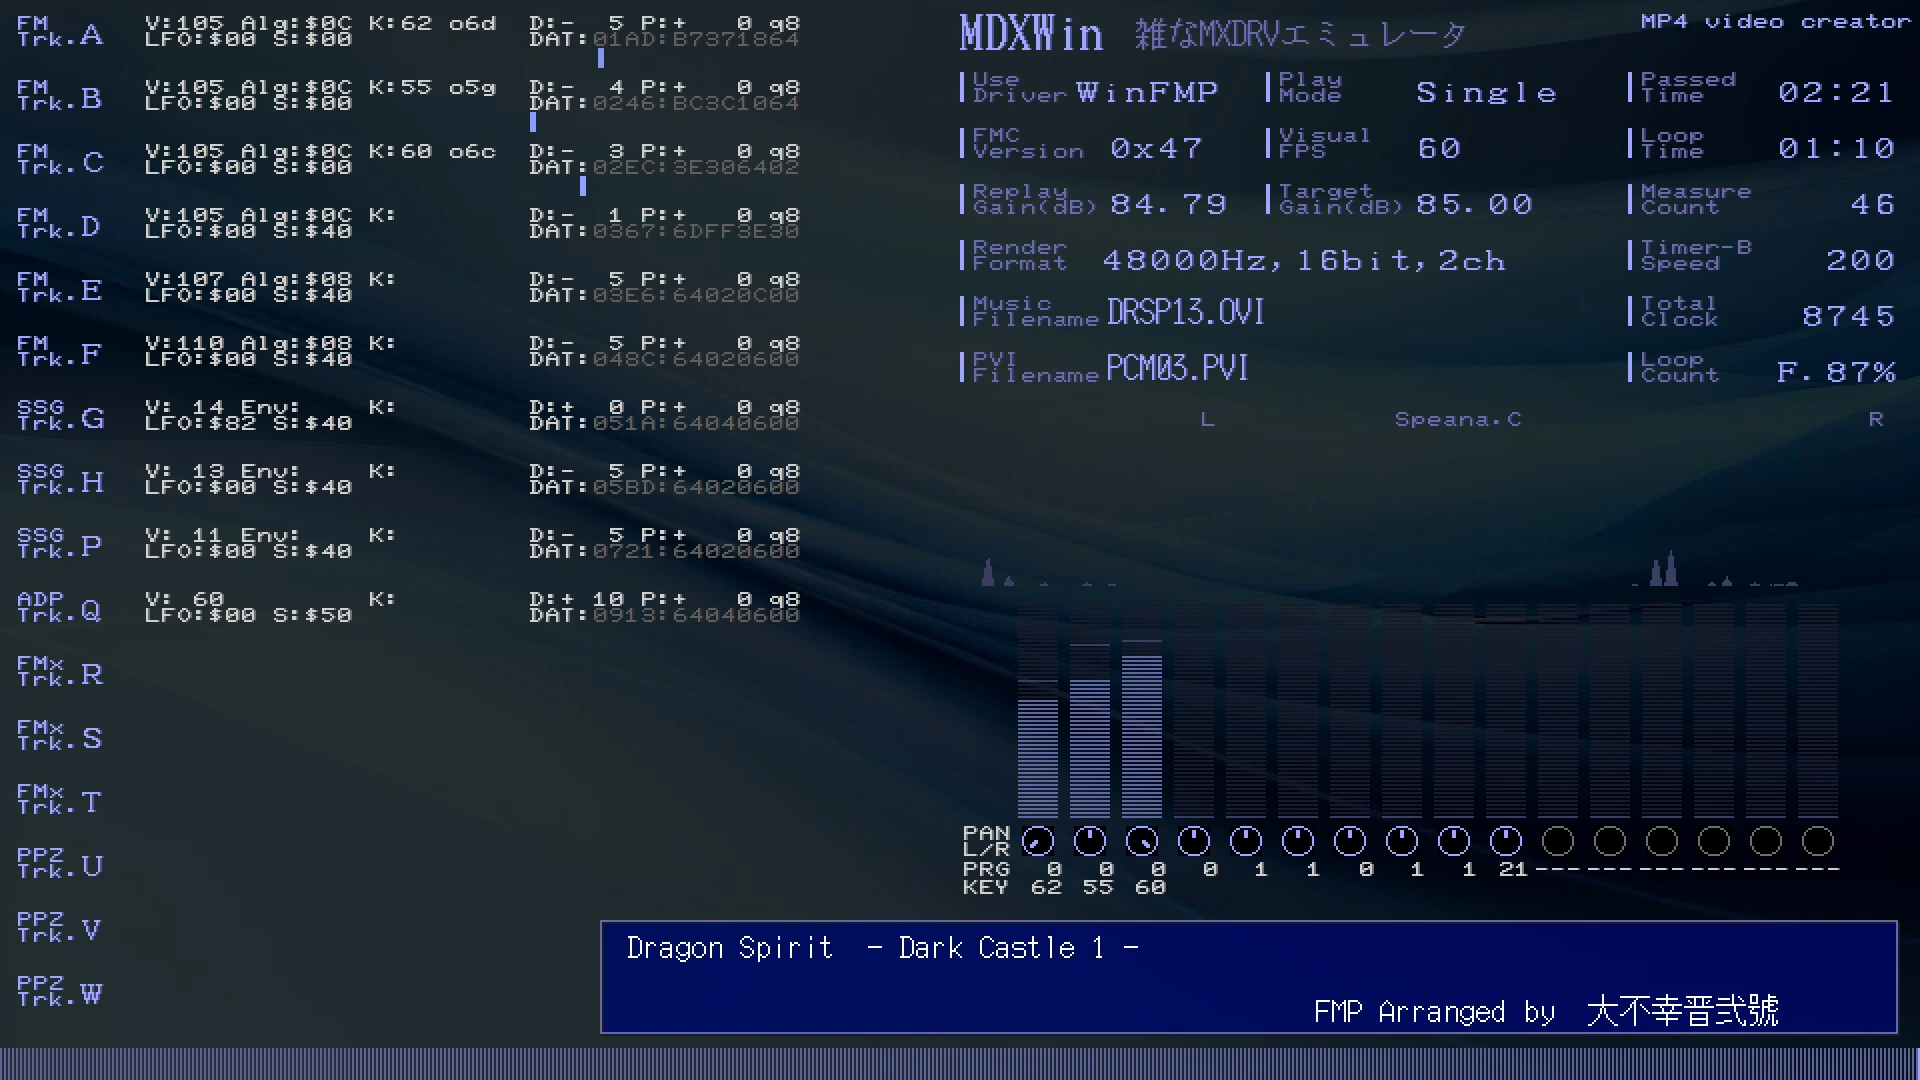 FM Trk.A V:105 Alg:$0C K:62 o6d D:- 5 P:+ 0 q8
LFO:$00 S:$00 DAT:01AD:B7371864
FM Trk.B V:105 Alg:$0C K:55 o5g D:- 4 P:+ 0 q8
LFO:$00 S:$00 DAT:0246:BC3C1064
FM Trk.C V:105 Alg:$0C K:60 o6c D:- 3 P:+ 0 q8
LFO:$00 S:$00 DAT:02EC:3E306402
FM Trk.D V:105 Alg:$0C K: D:- 1 P:+ 0 q8
LFO:$00 S:$40 DAT:0367:6DFF3E30
FM Trk.E V:107 Alg:$08 K: D:- 5 P:+ 0 q8
LFO:$00 S:$40 DAT:03E6:64020C00
FM Trk.F V:110 Alg:$08 K: D:- 5 P:+ 0 q8
LFO:$00 S:$40 DAT:048C:64020600
SSG Trk.G V: 14 Env: K: D:+ 0 P:+ 0 q8
LFO:$82 S:$40 DAT:051A:64040600
SSG Trk.H V: 13 Env: K: D:- 5 P:+ 0 q8
LFO:$00 S:$40 DAT:05BD:64020600
SSG Trk.P V: 11 Env: K: D:- 5 P:+ 0 q8
LFO:$00 S:$40 DAT:0721:64020600
ADP Trk.Q V: 60 K: D:+ 10 P:+ 0 q8
LFO:$00 S:$50 DAT:0913:64040600
FMx Trk.R
FMx Trk.S
FMx Trk.T
PPZ Trk.U
PPZ Trk.V
PPZ Trk.W
MDXWin 雑なMXDRVエミュレータ MP4 video creator
Use Driver WinFMP Play Mode Single Passed Time 02:21
FMC Version 0x47 Visual FPS 60 Loop Time 01:10
Replay Gain(dB) 84.79 Target Gain(dB) 85.00 Measure Count 46
Render Format 48000Hz,16bit,2ch Timer-B Speed 200
Music Filename DRSP13.OVI Total Clock 8745
PVI Filename PCM03.PVI Loop Count F.87%
L Speana.C R
PAN L/R
PRG 0 0 0 0 1 1 0 1 1 21 --- --- --- --- --- ---
KEY 62 55 60
Dragon Spirit - Dark Castle 1 -
FMP Arranged by 大不幸晋弐號